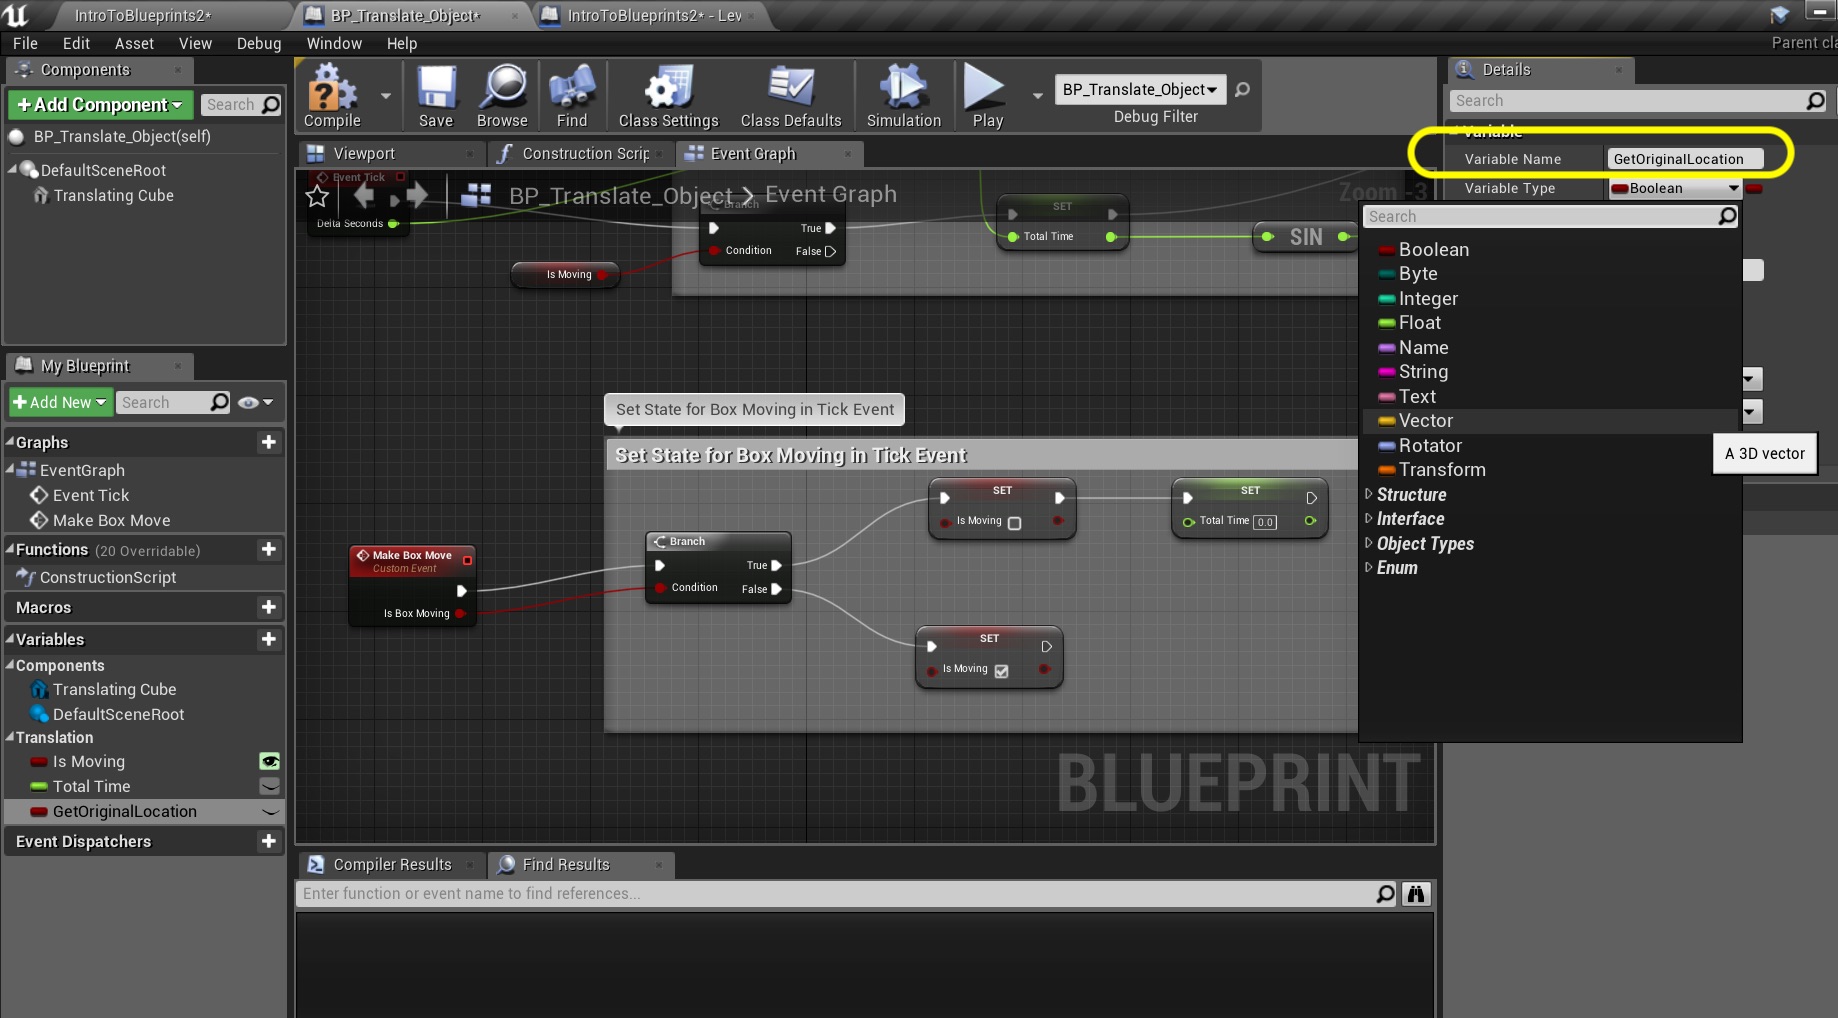 IntroToBlueprints2*
BP_Translate_Object*
IntroToBlueprints2* - Lev
File Edit Asset View Debug Window Help
Parent cla
Components
+Add Component
Search
BP_Translate_Object(self)
DefaultSceneRoot
Translating Cube
Compile
Save
Browse
Find
Class Settings
Class Defaults
Simulation
Play
BP_Translate_Object
Debug Filter
Viewport
Construction Scrip
Event Graph
BP_Translate_Object > Event Graph
Zoom -3
Event Tick
Delta Seconds
Branch
True
Condition
False
Is Moving
SET
Total Time
SIN
Set State for Box Moving in Tick Event
Set State for Box Moving in Tick Event
Make Box Move
Custom Event
Is Box Moving
Branch
True
Condition
False
SET
Is Moving
SET
Total Time 0.0
SET
Is Moving
BLUEPRINT
My Blueprint
+ Add New
Search
Graphs
EventGraph
Event Tick
Make Box Move
Functions (20 Overridable)
ConstructionScript
Macros
Variables
Components
Translating Cube
DefaultSceneRoot
Translation
Is Moving
Total Time
GetOriginalLocation
Event Dispatchers
Compiler Results
Find Results
Enter function or event name to find references...
Details
Search
Variable
Variable Name GetOriginalLocation
Variable Type Boolean
Search
Boolean
Byte
Integer
Float
Name
String
Text
Vector
Rotator
Transform
Structure
Interface
Object Types
Enum
A 3D vector